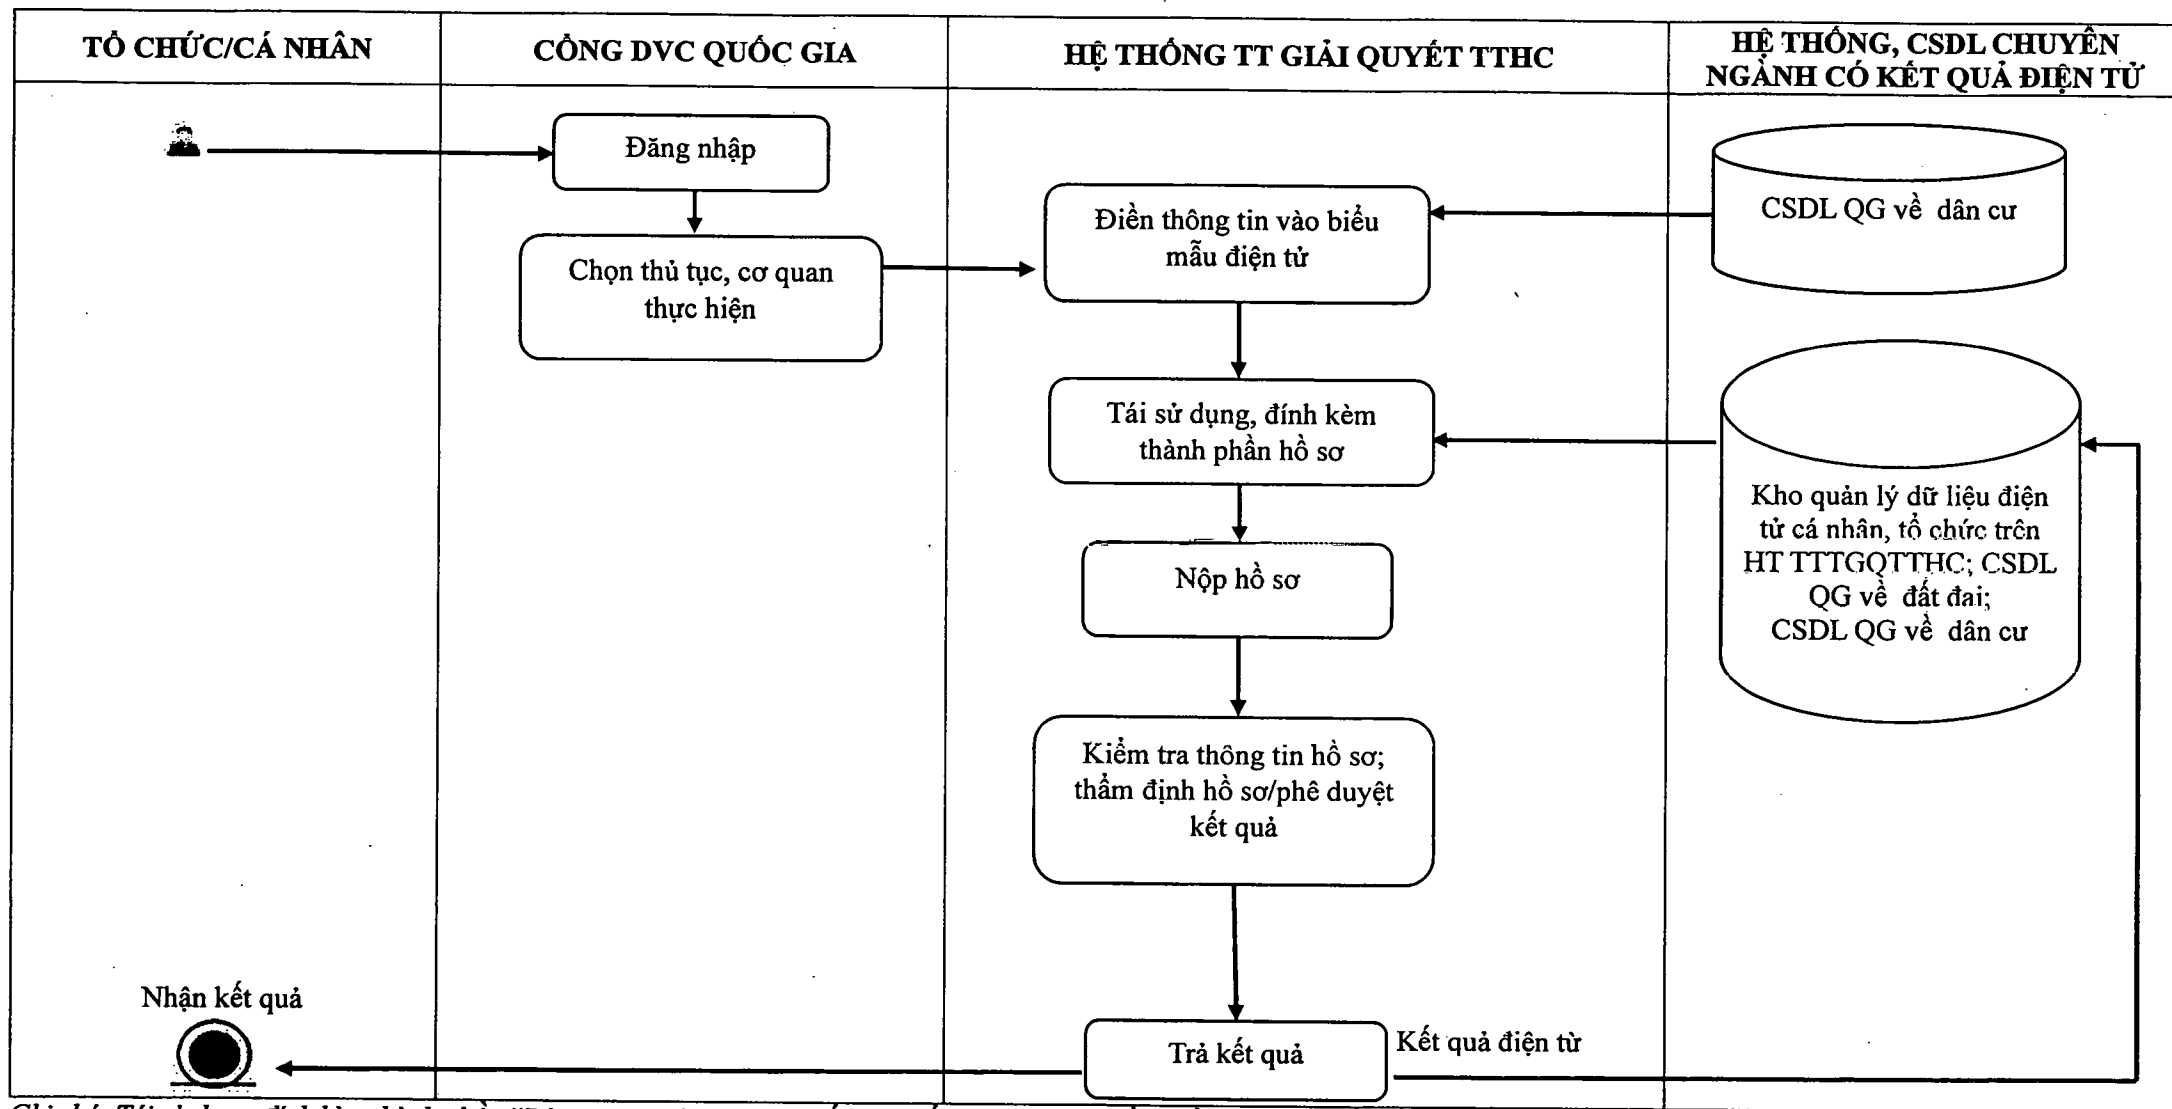 TỔ CHỨC/CÁ NHÂN
CỔNG DVC QUỐC GIA
HỆ THỐNG TT GIẢI QUYẾT TTHC
HỆ THỐNG, CSDL CHUYÊN
NGÀNH CÓ KẾT QUẢ ĐIỆN TỬ
Đăng nhập
Chọn thủ tục, cơ quan
thực hiện
Điền thông tin vào biểu
mẫu điện tử
CSDL QG về dân cư
Tái sử dụng, đính kèm
thành phần hồ sơ
Kho quản lý dữ liệu điện
tử cá nhân, tổ chức trên
HT TTTGQTTHC; CSDL
QG về đất đai;
CSDL QG về dân cư
Nộp hồ sơ
Kiểm tra thông tin hồ sơ;
thẩm định hồ sơ/phê duyệt
kết quả
Nhận kết quả
Trả kết quả
Kết quả điện từ